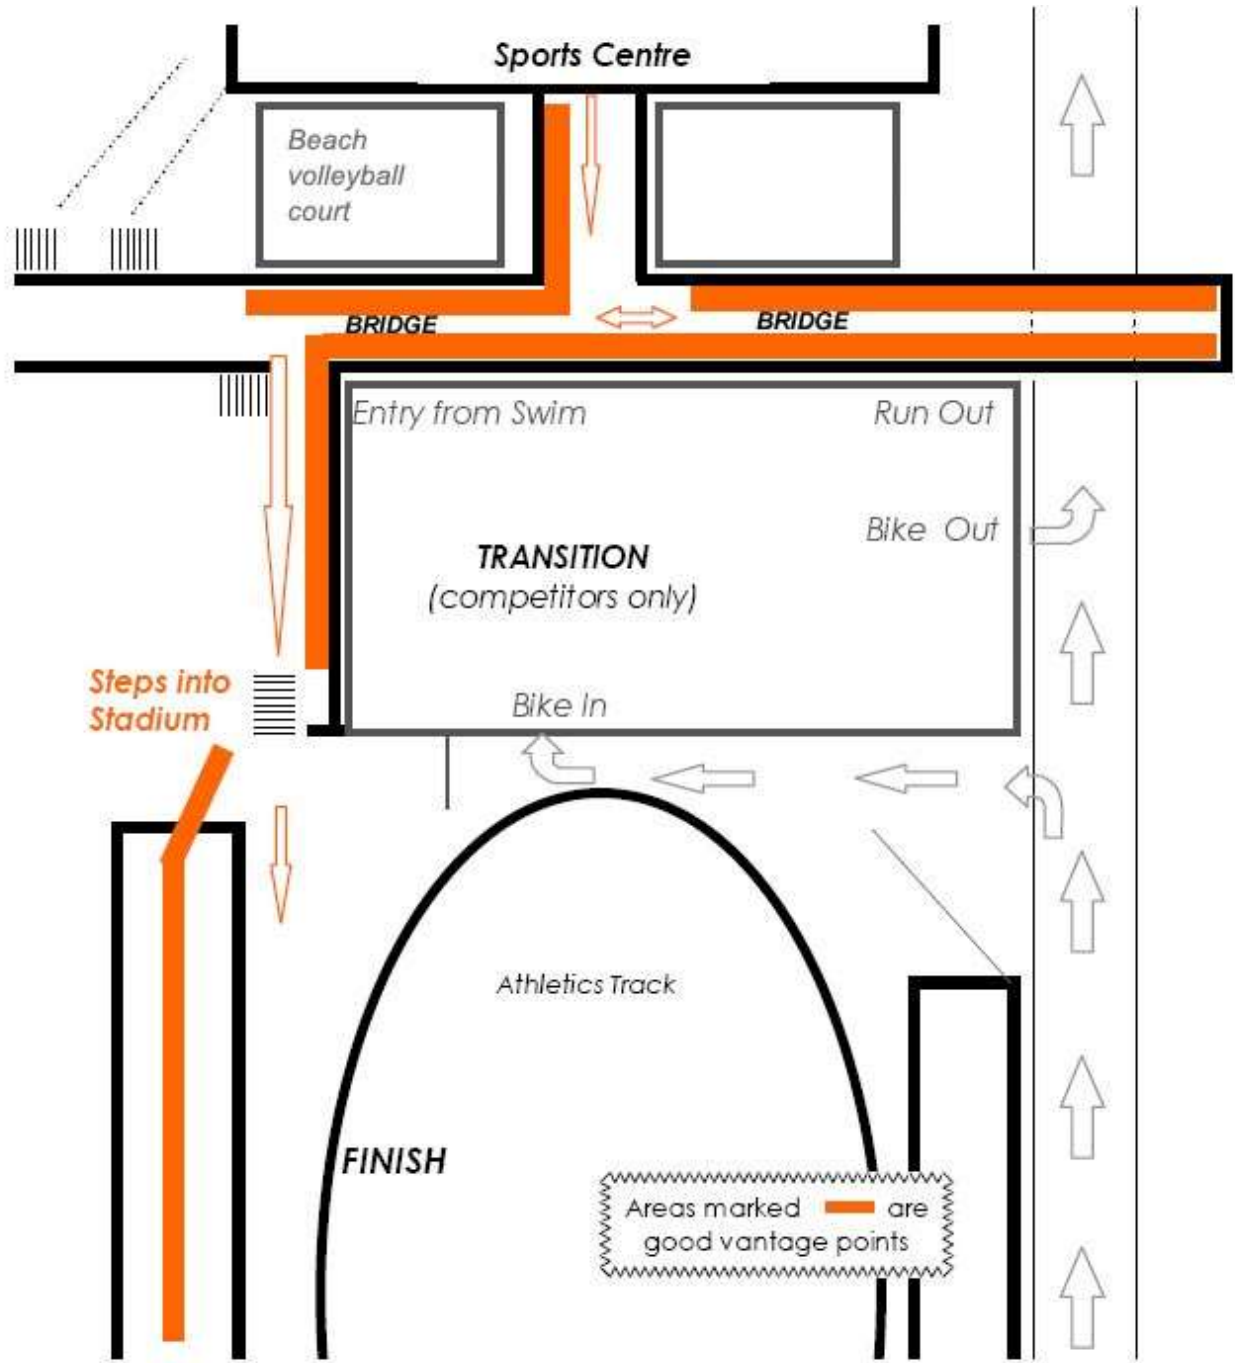 Sports Centre
Beach
volleyball
court
BRIDGE
BRIDGE
Entry from Swim
Run Out
Bike Out
TRANSITION
(competitors only)
Steps into
Stadium
Bike In
Athletics Track
FINISH
Areas marked are
good vantage points